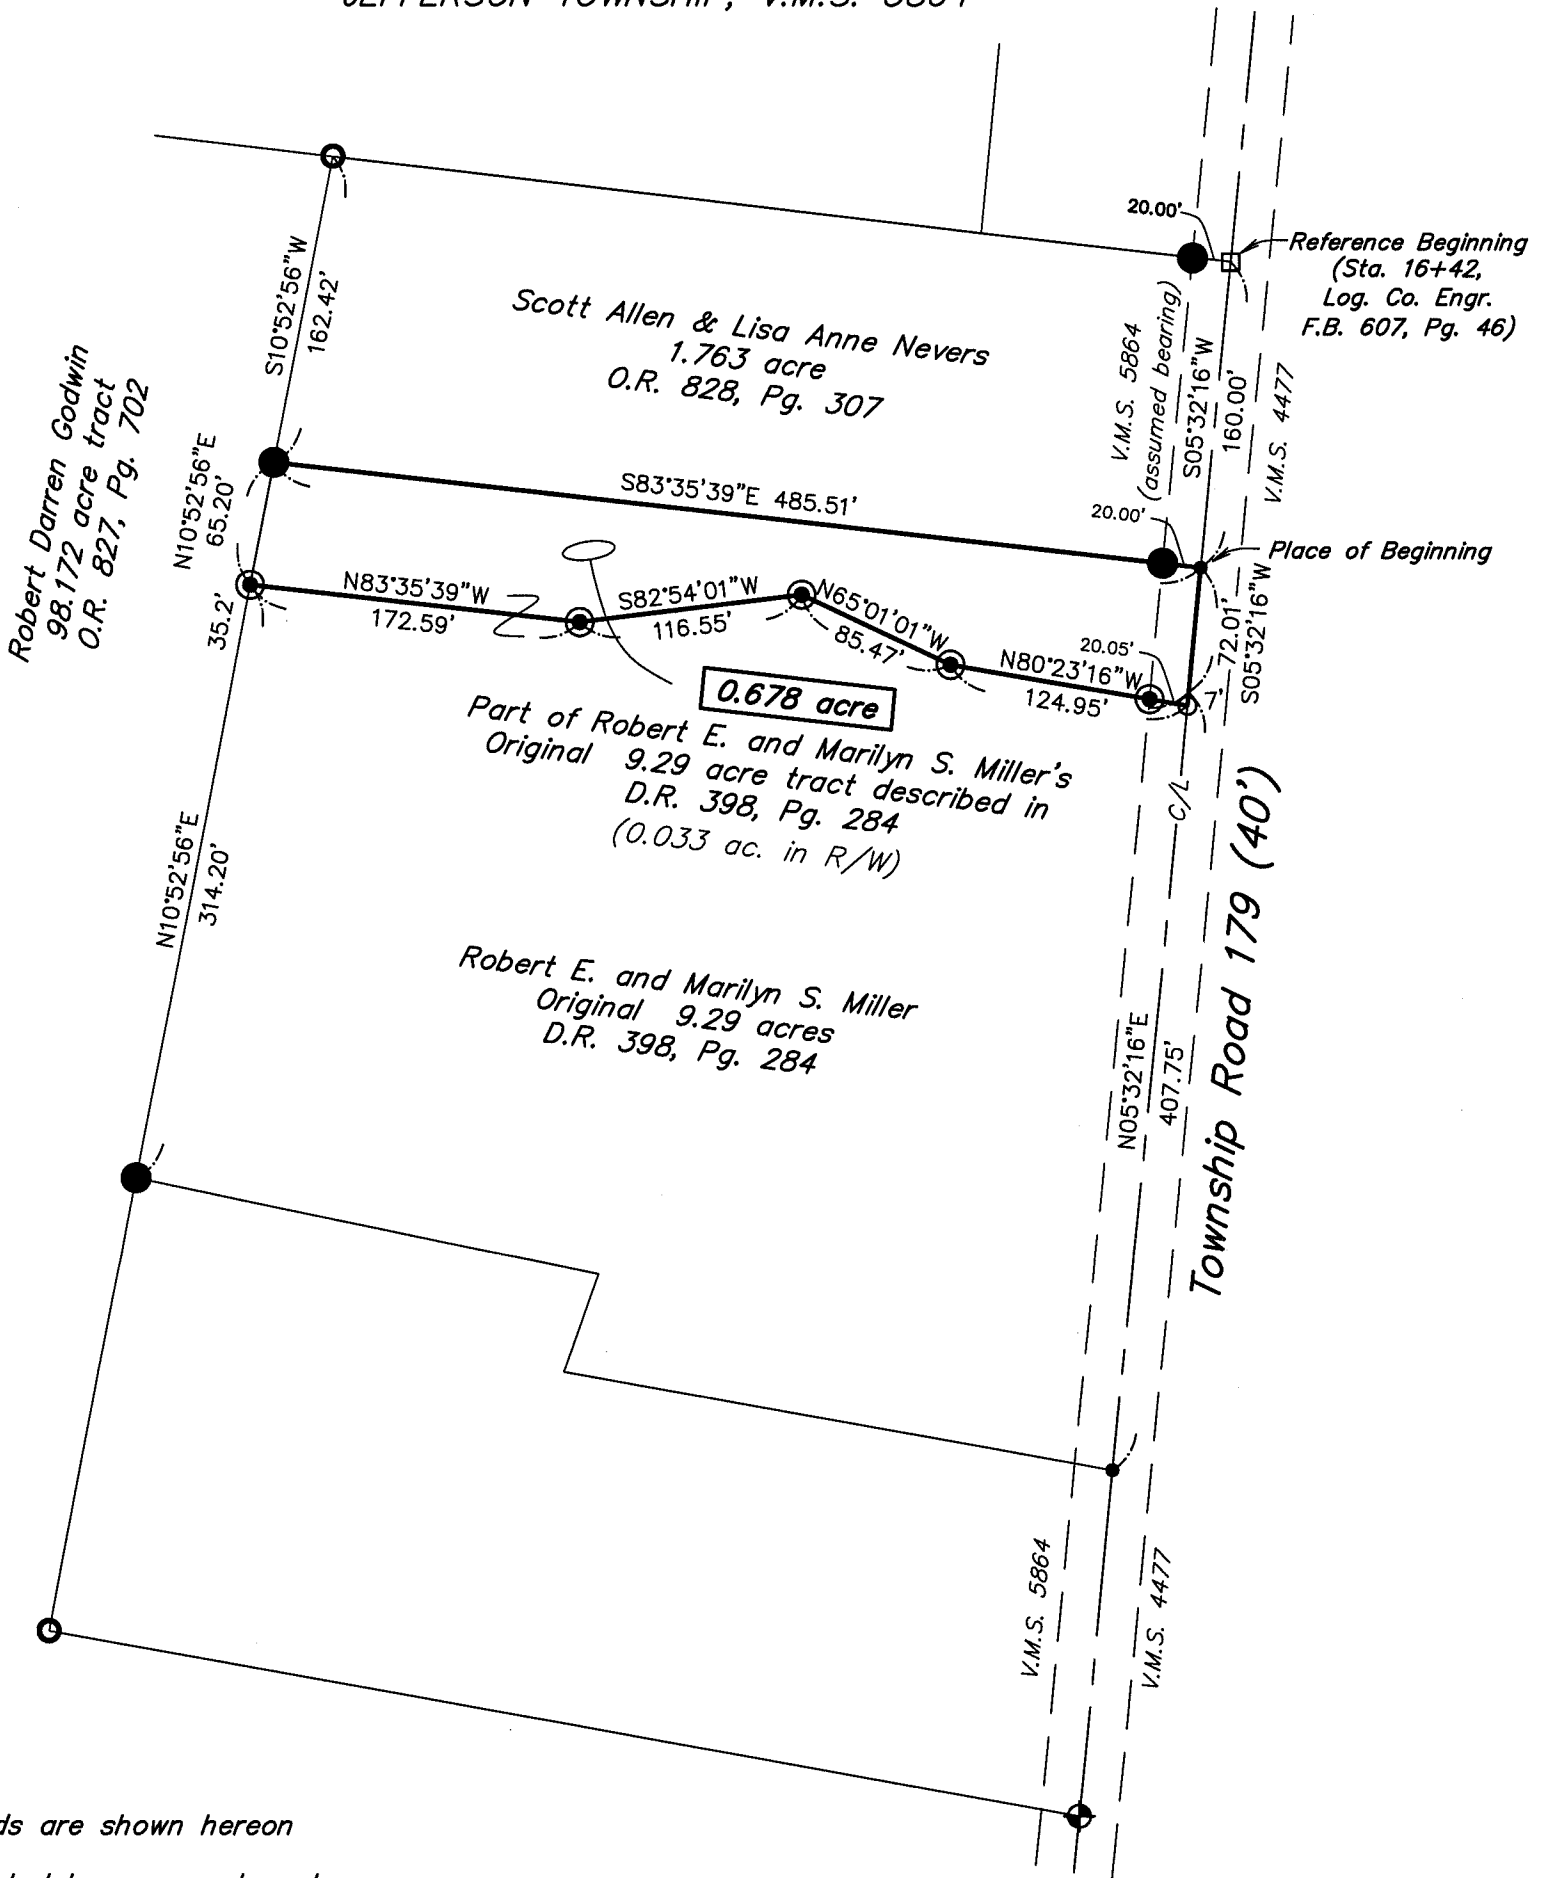 20.00'
Reference Beginning
(Sta. 16+42,
Log. Co. Engr.
F.B. 607, Pg. 46)
S10°52'56"W
162.42'
Scott Allen & Lisa Anne Nevers
1.763 acre
O.R. 828, Pg. 307
V.M.S. 5864
(assumed bearing)
S05°32'16"W
160.00'
V.M.S. 4477
Robert Darren Godwin
98.172 acre tract
O.R. 827, Pg. 702
N10°52'56"E
65.20'
S83°35'39"E 485.51'
20.00'
Place of Beginning
N83°35'39"W
172.59'
S82°54'01"W
116.55'
N65°01'01"W
85.47'
N80°23'16"W
124.95'
20.05'
72.01'
S05°32'16"W
7'
35.2'
0.678 acre
Part of Robert E. and Marilyn S. Miller's
Original 9.29 acre tract described in
D.R. 398, Pg. 284
(0.033 ac. in R/W)
C/L
Township Road 179 (40')
N10°52'56"E
314.20'
Robert E. and Marilyn S. Miller
Original 9.29 acres
D.R. 398, Pg. 284
N05°32'16"E
407.75'
V.M.S. 5864
V.M.S. 4477
are shown hereon